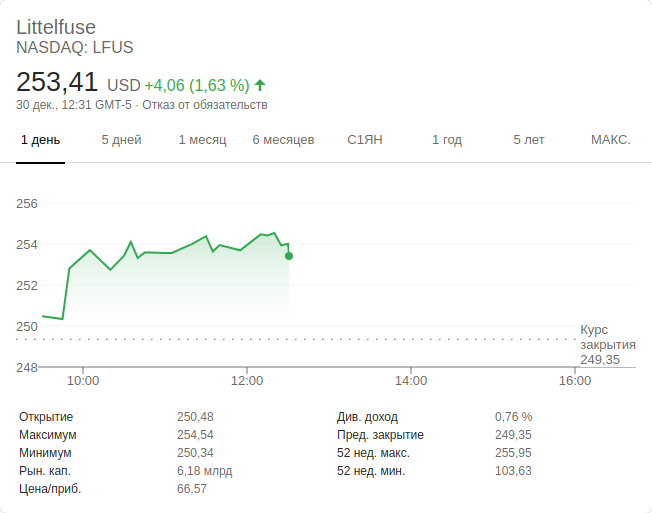 Littelfuse
NASDAQ: LFUS
253,41 USD +4,06 (1,63 %)
30 дек., 12:31 GMT-5 · Отказ от обязательств
1 день 5 дней 1 месяц 6 месяцев С1ЯН 1 год 5 лет МАКС.
256
254
252
250
248
Курс
закрытия
249,35
10:00 12:00 14:00 16:00
Открытие 250,48 Див. доход 0,76 %
Максимум 254,54 Пред. закрытие 249,35
Минимум 250,34 52 нед. макс. 255,95
Рын. кап. 6,18 млрд 52 нед. мин. 103,63
Цена/приб. 66,57